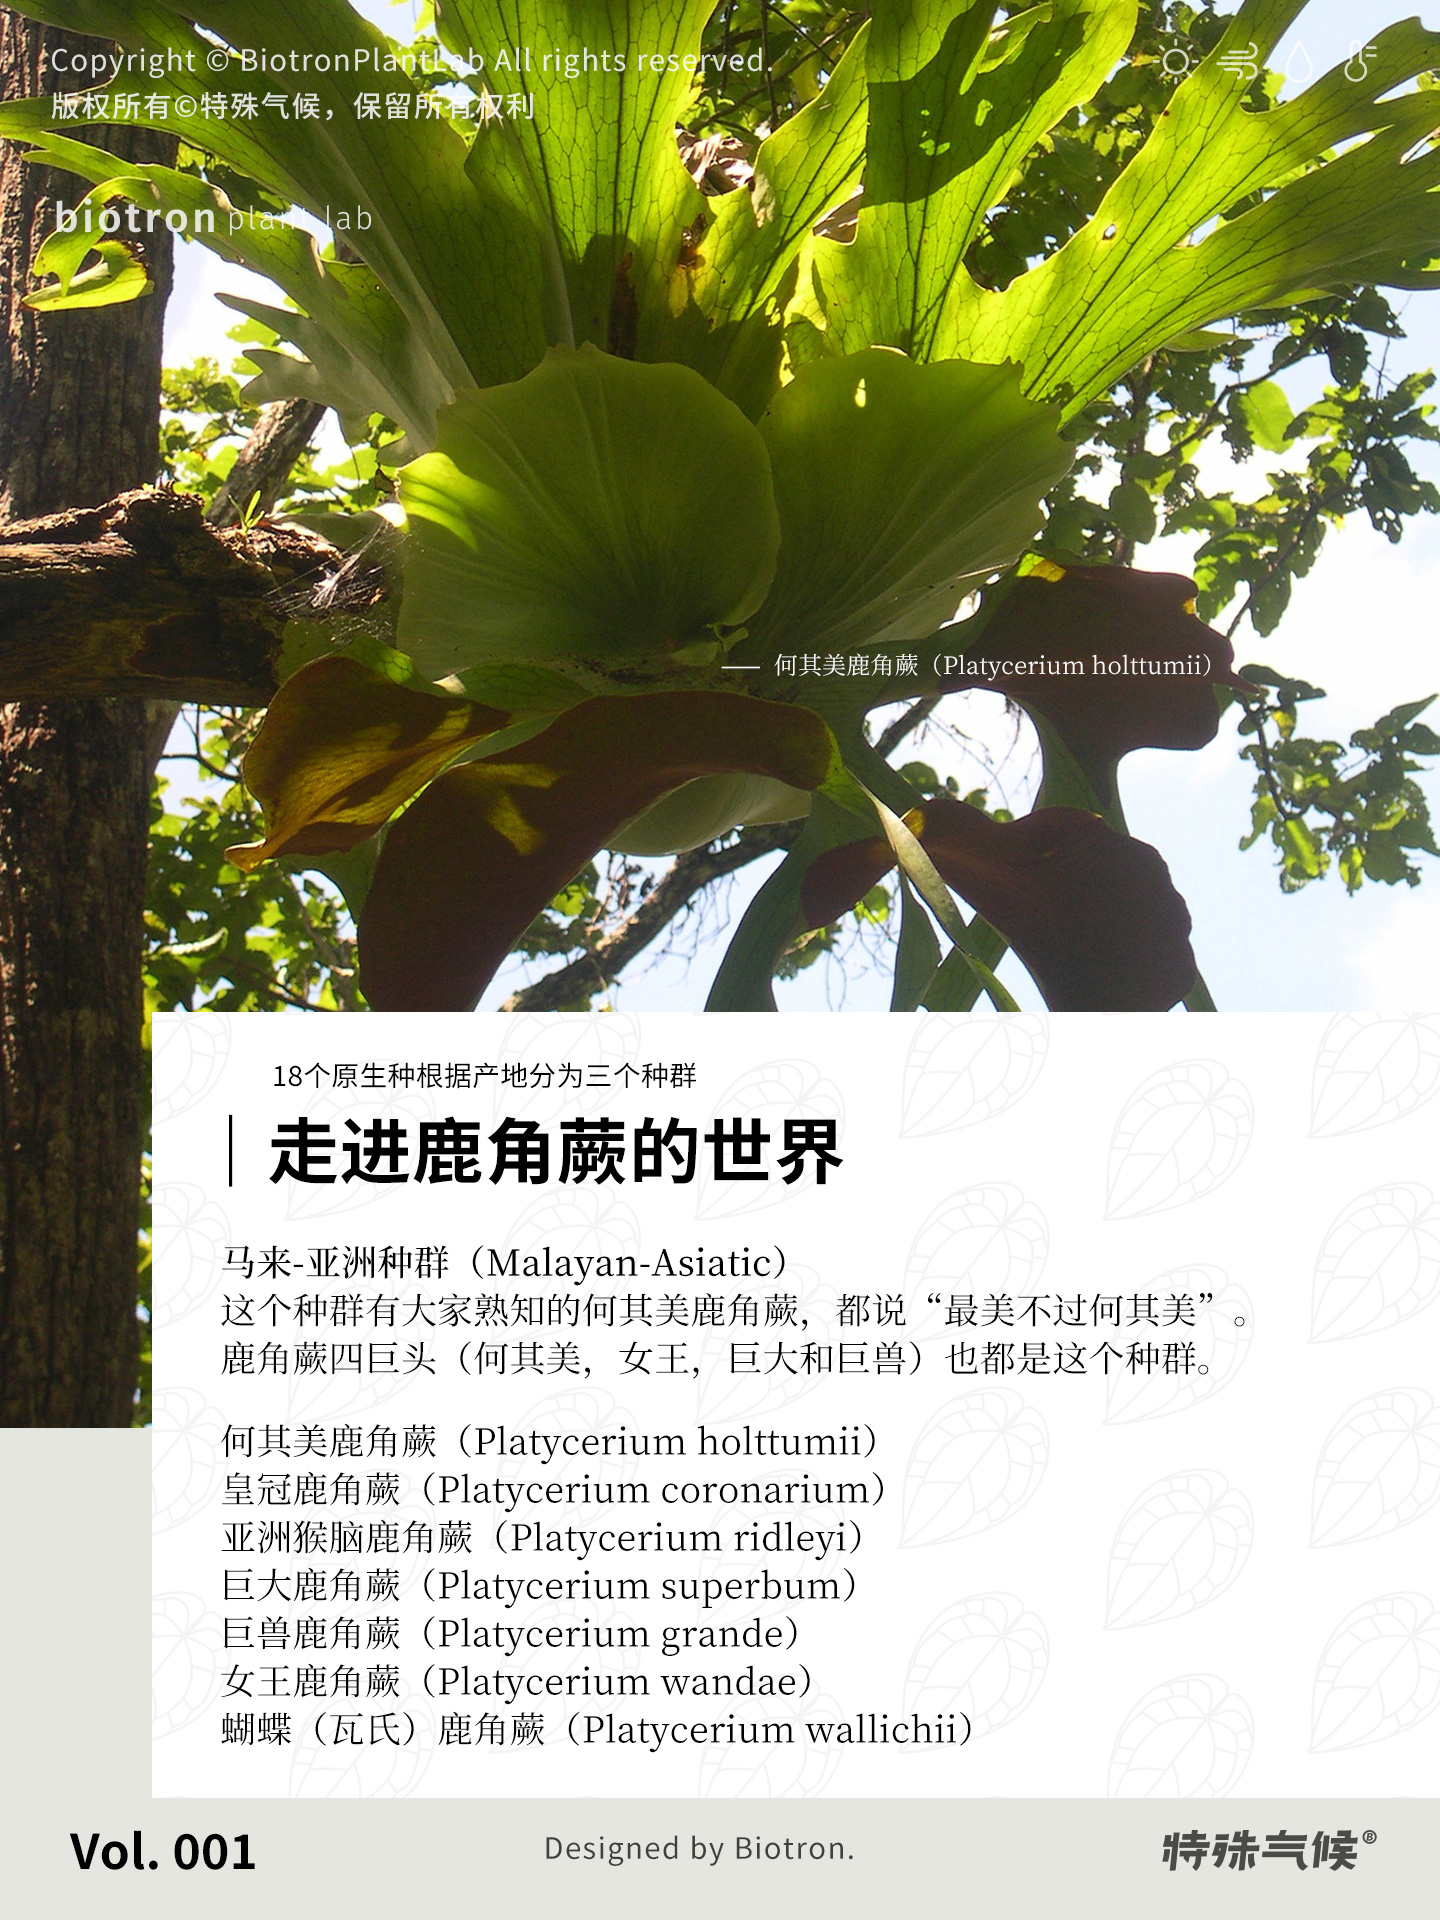 Copyright © BiotronPlantLab All rights reserved.
版权所有©特殊气候，保留所有权利
biotron plant lab
何其美鹿角蕨（Platycerium holttumii）
18个原生种根据产地分为三个种群
走进鹿角蕨的世界
马来-亚洲种群（Malayan-Asiatic）
这个种群有大家熟知的何其美鹿角蕨，都说“最美不过何其美”。
鹿角蕨四巨头（何其美，女王，巨大和巨兽）也都是这个种群。
何其美鹿角蕨（Platycerium holttumii）
皇冠鹿角蕨（Platycerium coronarium）
亚洲猴脑鹿角蕨（Platycerium ridleyi）
巨大鹿角蕨（Platycerium superbum）
巨兽鹿角蕨（Platycerium grande）
女王鹿角蕨（Platycerium wandae）
蝴蝶（瓦氏）鹿角蕨（Platycerium wallichii）
Vol. 001
Designed by Biotron.
特殊气候®